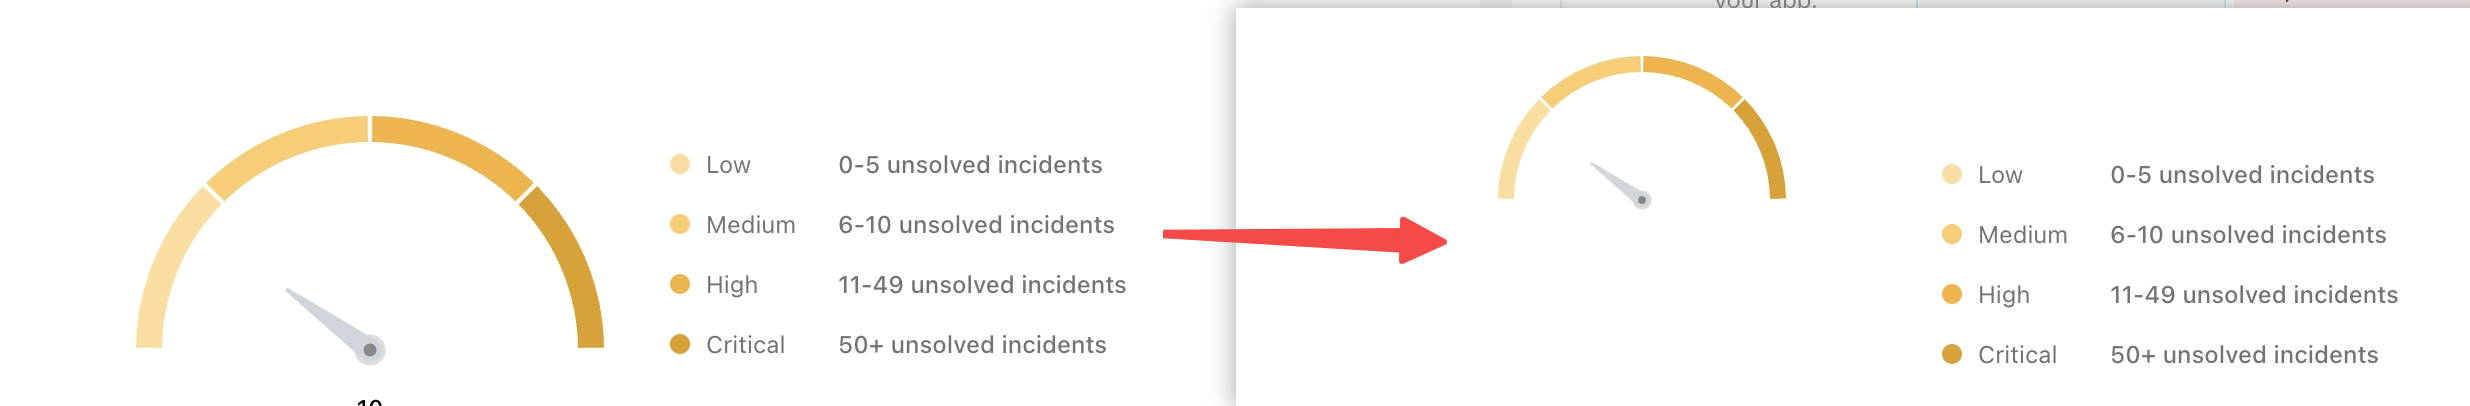 your app.
Low 0-5 unsolved incidents
Medium 6-10 unsolved incidents
High 11-49 unsolved incidents
Critical 50+ unsolved incidents
Low 0-5 unsolved incidents
Medium 6-10 unsolved incidents
High 11-49 unsolved incidents
Critical 50+ unsolved incidents